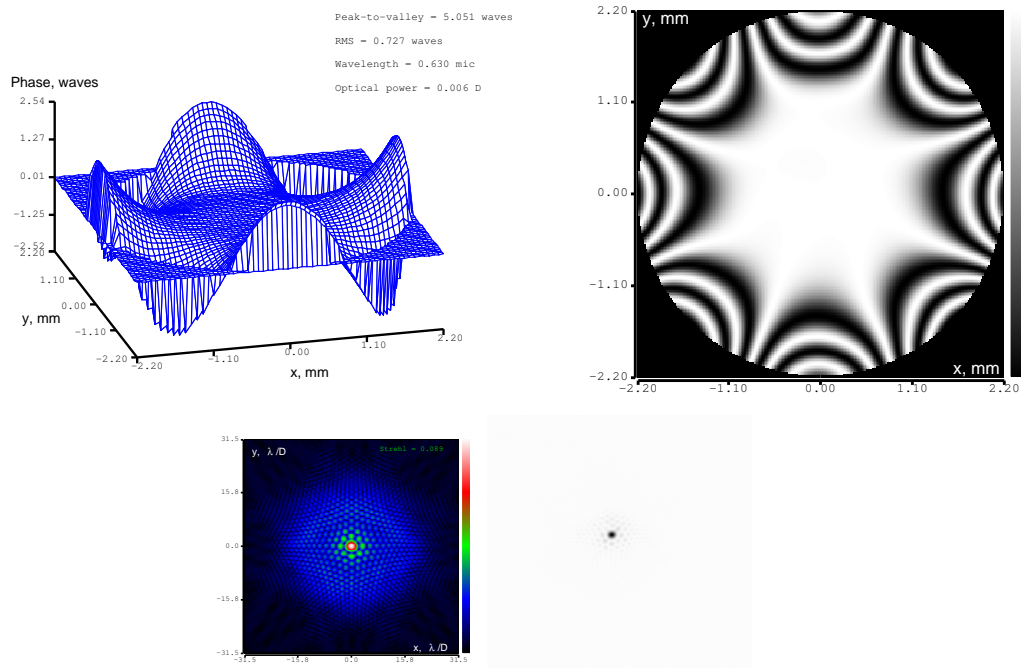 Peak-to-valley = 5.051 waves
RMS = 0.727 waves
Wavelength = 0.630 mic
Optical power = 0.006 D
Phase, waves
2.54
1.27
0.01
-1.25
-2.52
2.20
1.10
0.00
-1.10
-2.20
y, mm
-2.20
-1.10
0.00
1.10
2.20
x, mm
y, mm
2.20
1.10
0.00
-1.10
-2.20
x, mm
-2.20
-1.10
0.00
1.10
2.20
Strehl = 0.089
y, λ/D
31.5
15.8
0.0
-15.8
-31.5
x, λ/D
-31.5
-15.8
0.0
15.8
31.5